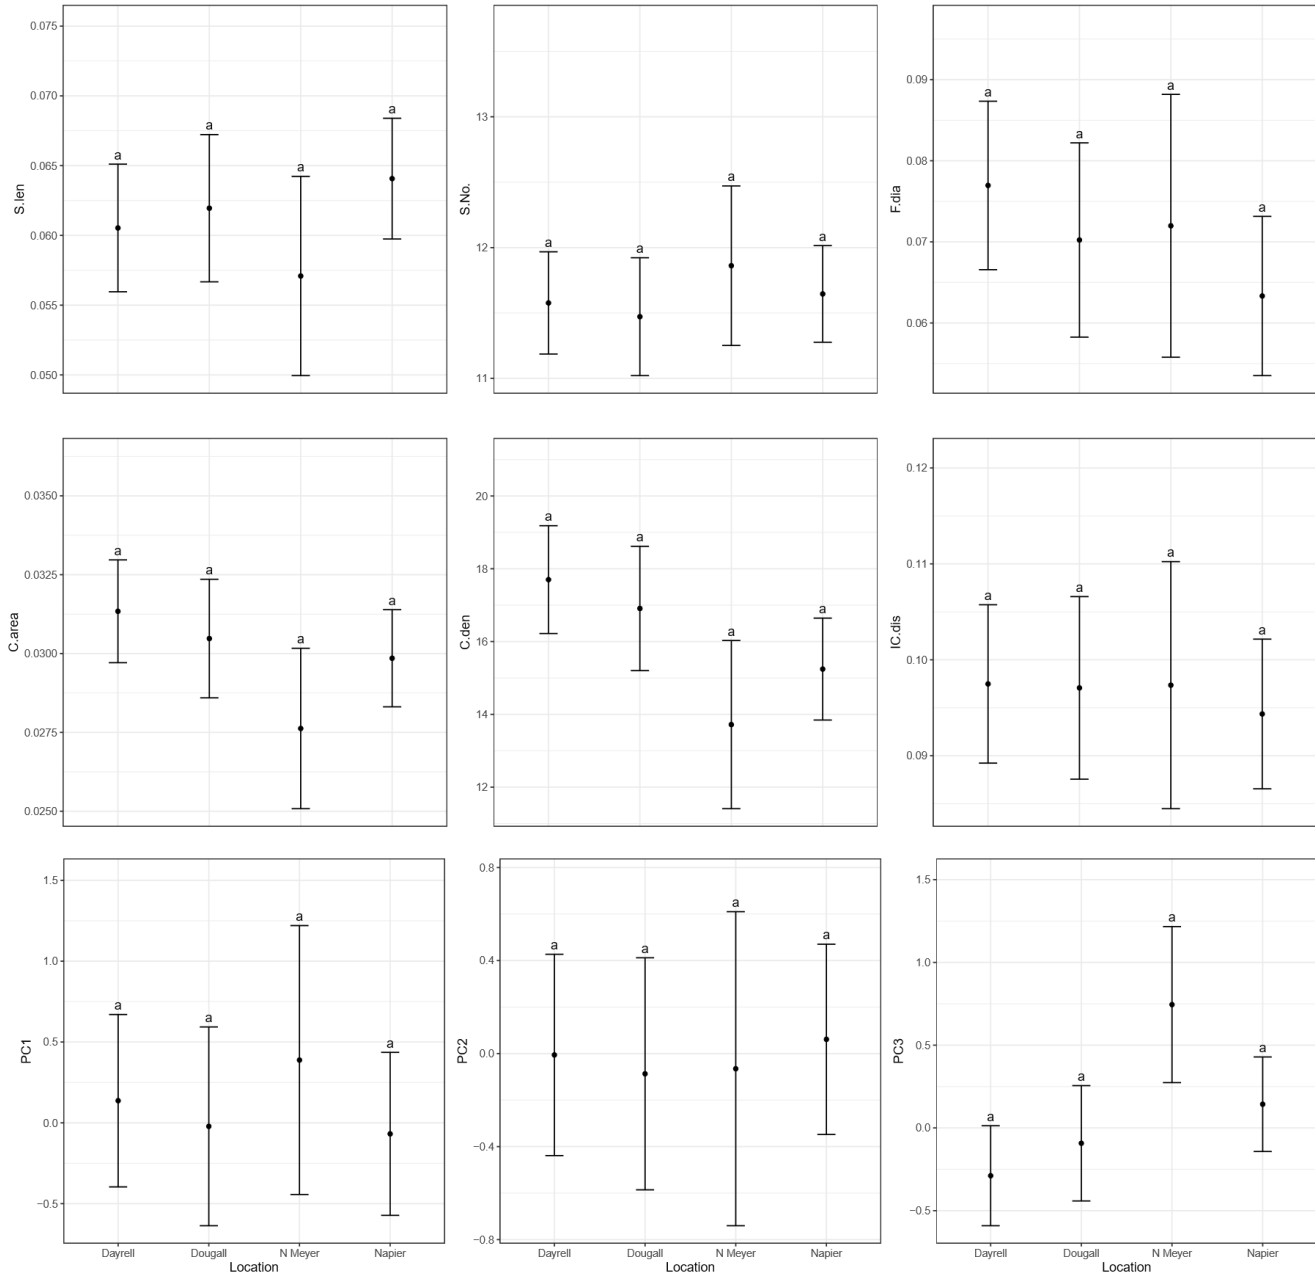 0.075
0.070
0.065
0.060
0.055
0.050
S.len
a a a a
13
12
11
S.No.
a a a a
0.09
0.08
0.07
0.06
F.dia
a a a a
0.0350
0.0325
0.0300
0.0275
0.0250
C.area
a a a a
20
18
16
14
12
C.den
a a a a
0.12
0.11
0.10
0.09
IC.dis
a a a a
1.5
1.0
0.5
0.0
−0.5
PC1
a a a a
Dayrell Dougall N Meyer Napier
Location
0.8
0.4
0.0
−0.4
−0.8
PC2
a a a a
Dayrell Dougall N Meyer Napier
Location
1.5
1.0
0.5
0.0
−0.5
PC3
a a a a
Dayrell Dougall N Meyer Napier
Location